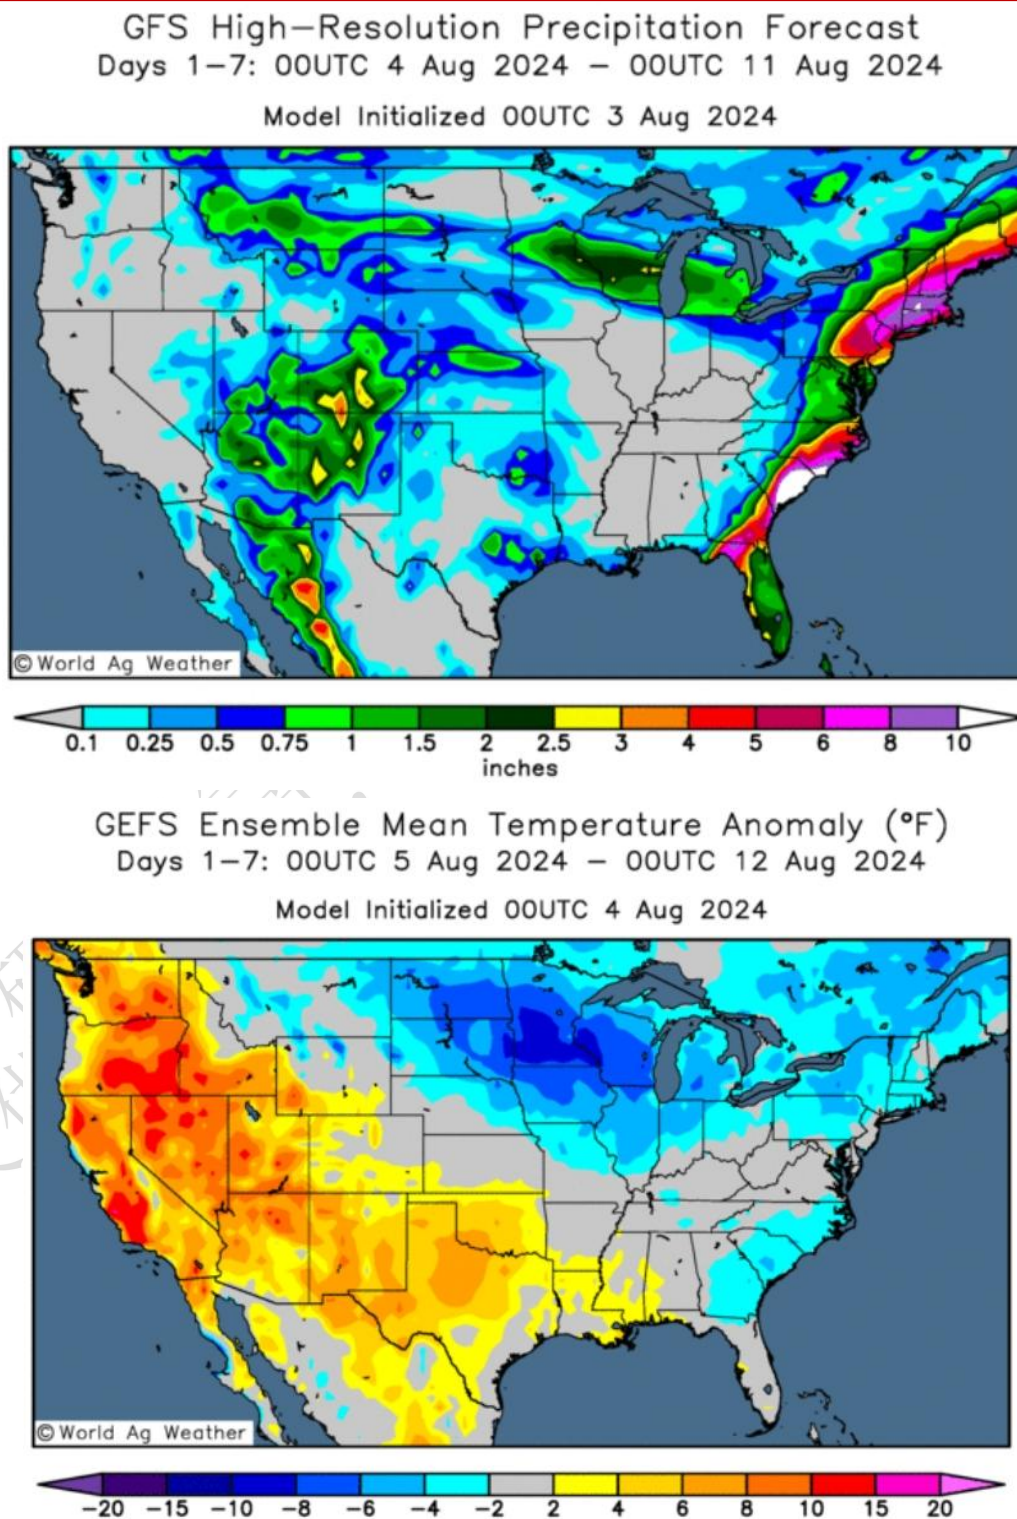 GFS High-Resolution Precipitation Forecast
Days 1-7: 00UTC 4 Aug 2024 - 00UTC 11 Aug 2024
Model Initialized 00UTC 3 Aug 2024
©World Ag Weather
0.1 0.25 0.5 0.75 1 1.5 2 2.5 3 4 5 6 8 10
inches
GEFS Ensemble Mean Temperature Anomaly (°F)
Days 1-7: 00UTC 5 Aug 2024 - 00UTC 12 Aug 2024
Model Initialized 00UTC 4 Aug 2024
©World Ag Weather
-20 -15 -10 -8 -6 -4 -2 2 4 6 8 10 15 20